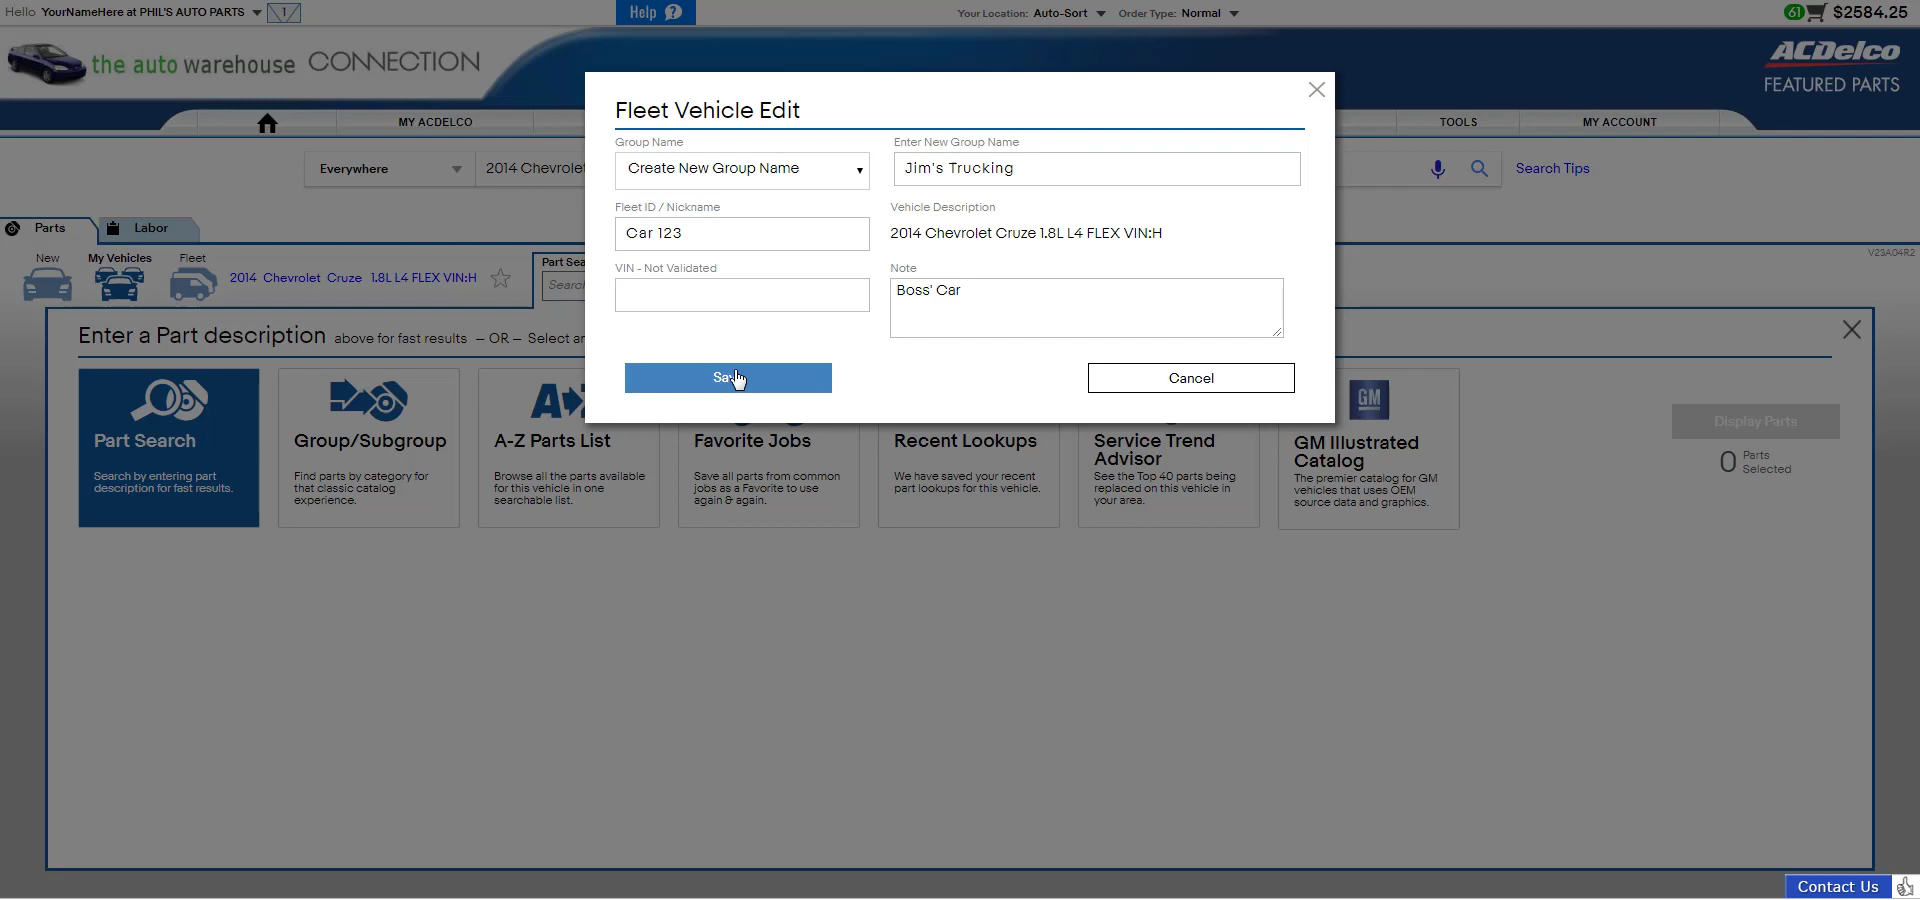 Hello YourNameHere at PHIL'S AUTO PARTS 1
Help ?
Your Location: Auto-Sort Order Type: Normal
61 $2584.25
the auto warehouse CONNECTION
ACDelco
FEATURED PARTS
MY ACDELCO
TOOLS
MY ACCOUNT
Everywhere
2014 Chevrole
Search Tips
Parts
Labor
New
My Vehicles
Fleet
2014 Chevrolet Cruze 1.8L L4 FLEX VIN:H
Part Sea
Search
V23A04R2
Fleet Vehicle Edit
Group Name
Enter New Group Name
Create New Group Name
Jim's Trucking
Fleet ID / Nickname
Vehicle Description
Car 123
2014 Chevrolet Cruze 1.8L L4 FLEX VIN:H
VIN - Not Validated
Note
Boss' Car
Cancel
Enter a Part description above for fast results – OR – Select an
Part Search
Search by entering part
description for fast results.
Group/Subgroup
Find parts by category for
that classic catalog
experience.
A
A-Z Parts List
Browse all the parts available
for this vehicle in one
searchable list.
Favorite Jobs
Save all parts from common
jobs as a Favorite to use
again & again.
Recent Lookups
We have saved your recent
part lookups for this vehicle.
Service Trend
Advisor
See the Top 40 parts being
replaced on this vehicle in
your area.
GM
GM Illustrated
Catalog
The premier catalog for GM
vehicles that uses OEM
source data and graphics.
Display Parts
0 Parts
Selected
Contact Us